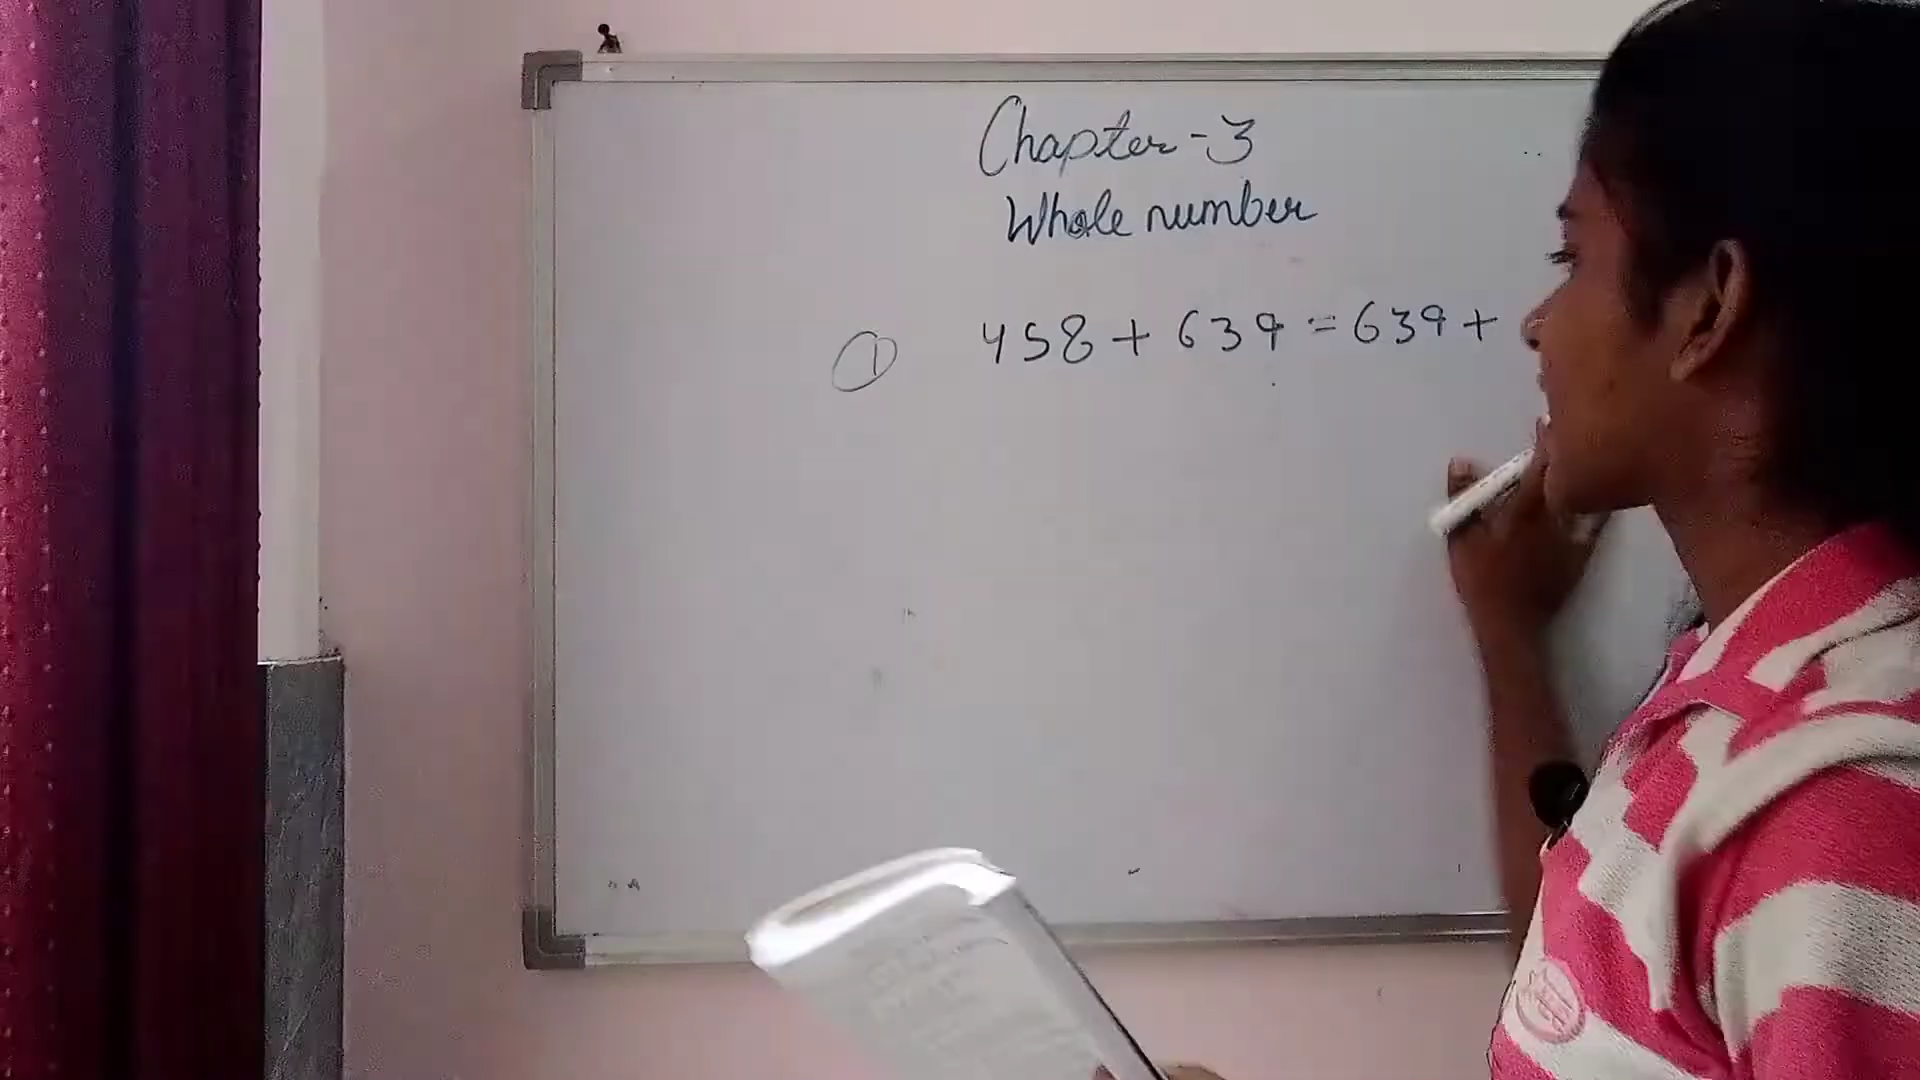 Chapter-3
Whole number
① 458 + 639 = 639 +